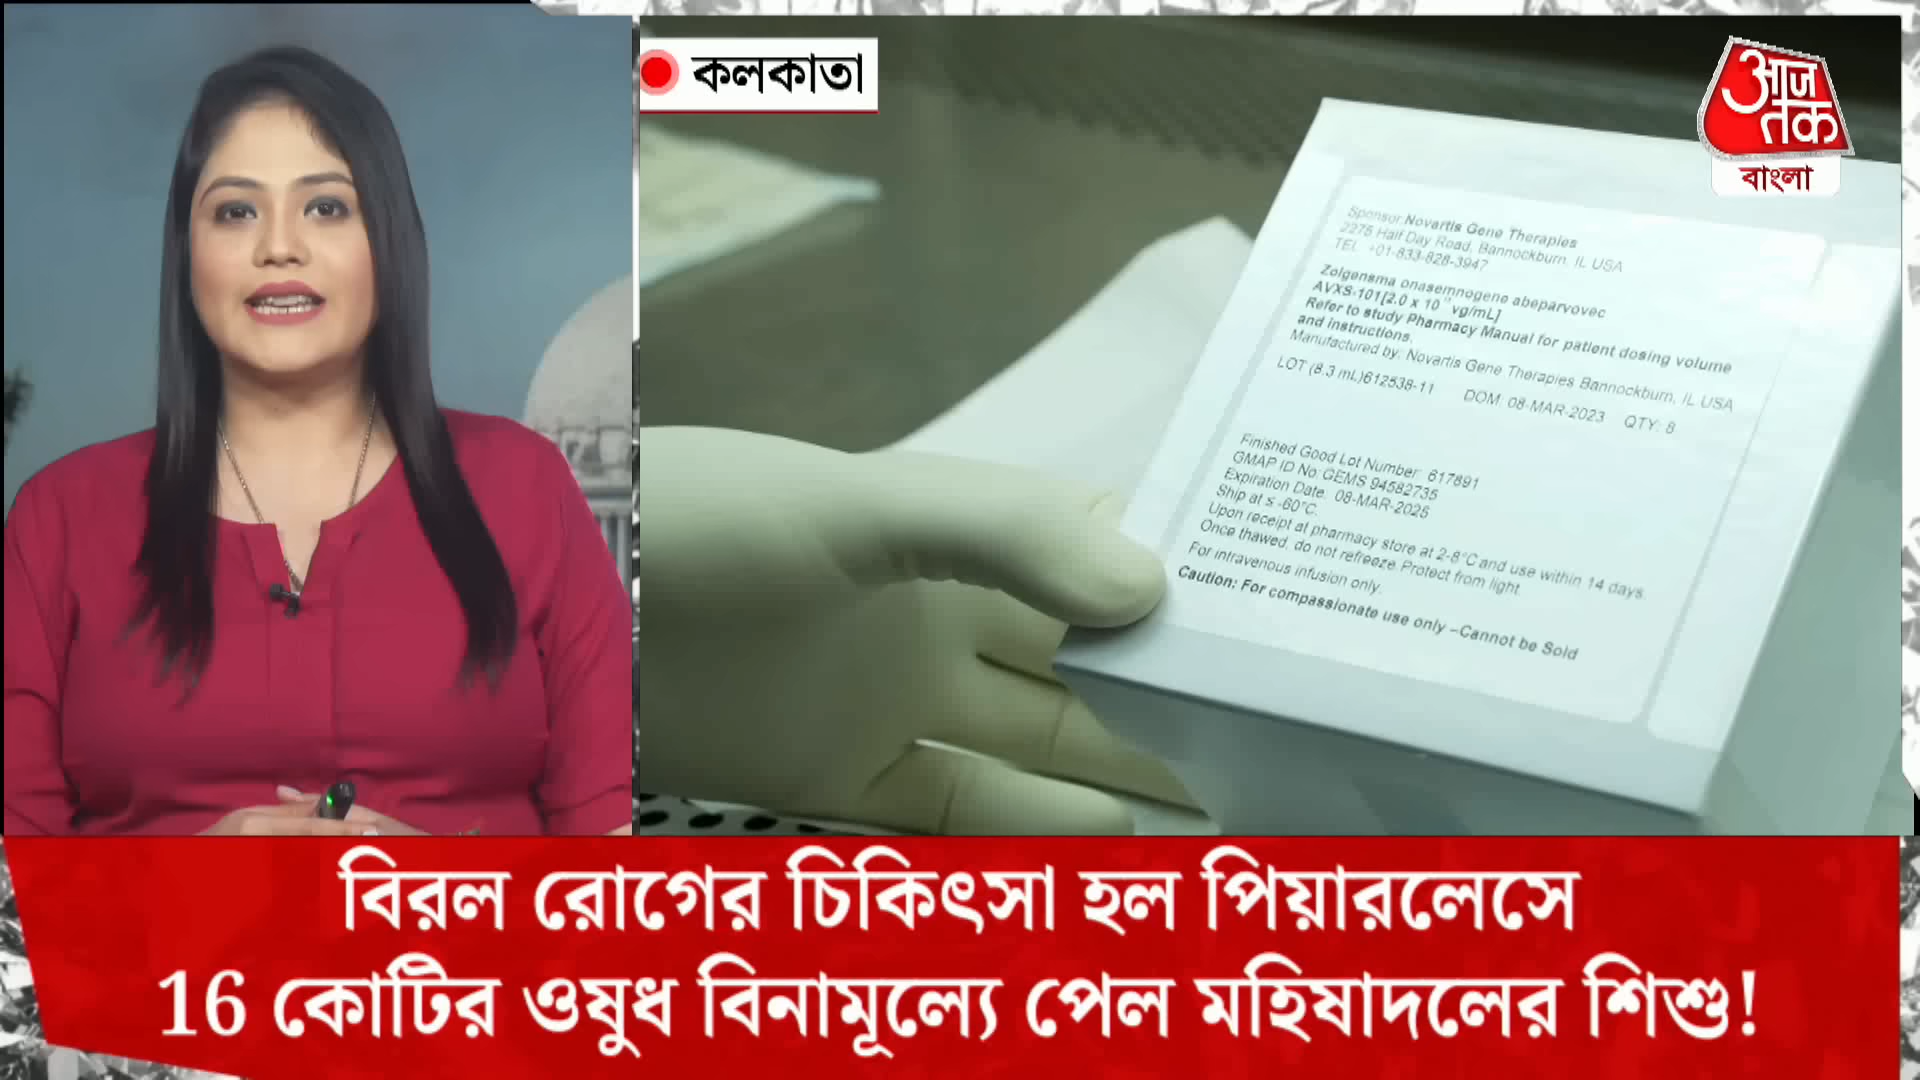 কলকাতা
আজ
तक
বাংলা
Sponsor Novartis Gene Therapies
2275 Half Day Road, Bannockburn, IL USA
TEL: +01-833-828-3947
Zolgensma onasemnogene abeparvovec
AVXS-101[2.0 x 10 vg/mL]
Refer to study Pharmacy Manual for patient dosing volume
and instructions.
Manufactured by: Novartis Gene Therapies Bannockburn, IL USA
LOT (8.3 mL)612538-11 DOM: 08-MAR-2023 QTY: 8
Finished Good Lot Number: 617891
GMAP ID No: GEMS 94582735
Expiration Date: 08-MAR-2025
Ship at ≤ -60°C.
Upon receipt at pharmacy store at 2-8°C and use within 14 days.
Once thawed, do not refreeze. Protect from light.
For intravenous infusion only.
Caution: For compassionate use only –Cannot be Sold
বিরল রোগের চিকিৎসা হল পিয়ারলেসে
16 কোটির ওষুধ বিনামূল্যে পেল মহিষাদলের শিশু!